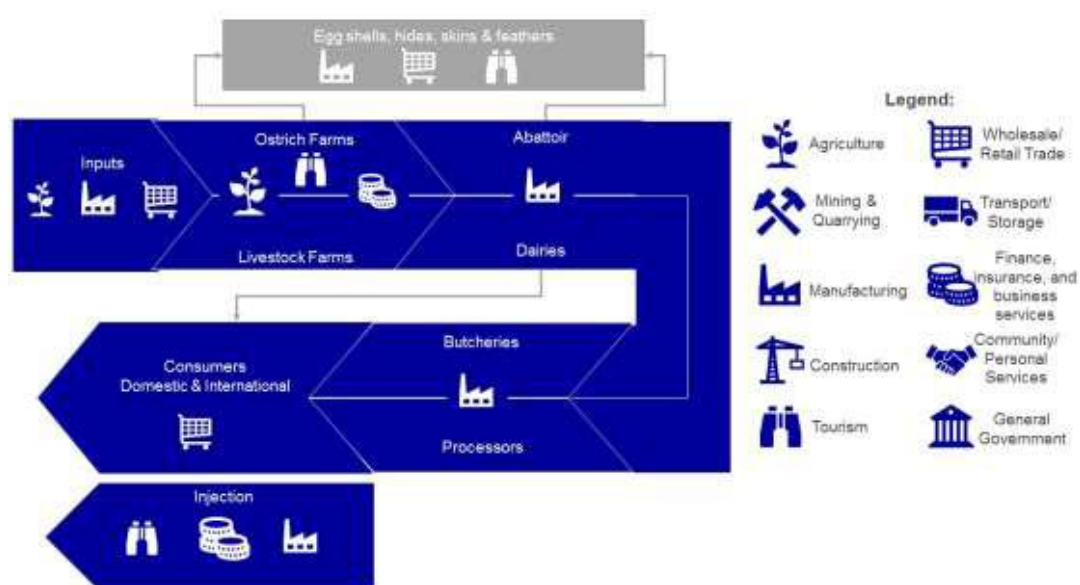 Egg shells, hides, skins & feathers
Ostrich Farms
Abattoir
Inputs
Livestock Farms
Dairies
Butcheries
Consumers
Domestic & International
Processors
Injection
Legend:
Agriculture
Wholesale/
Retail Trade
Mining &
Quarrying
Transport/
Storage
Manufacturing
Finance,
insurance, and
business
services
Construction
Community/
Personal
Services
Tourism
General
Government